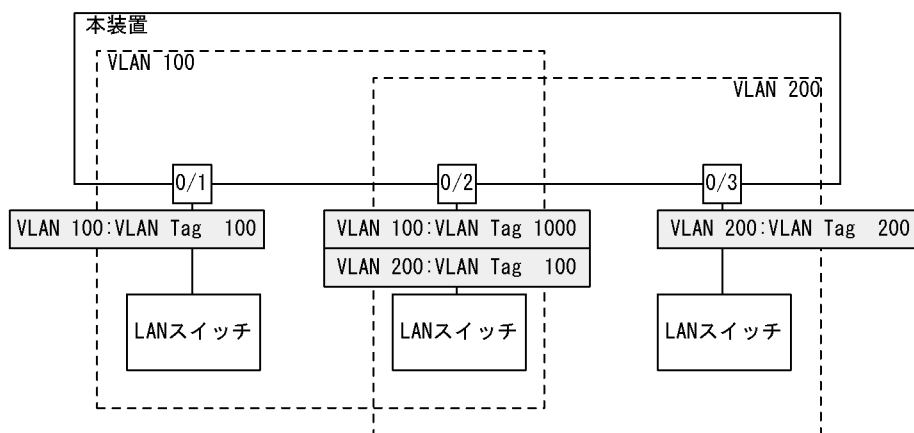 本装置
VLAN 100
VLAN 200
0/1
0/2
0/3
VLAN 100:VLAN Tag 100
VLAN 100:VLAN Tag 1000
VLAN 200:VLAN Tag 200
VLAN 200:VLAN Tag 100
LANスイッチ
LANスイッチ
LANスイッチ